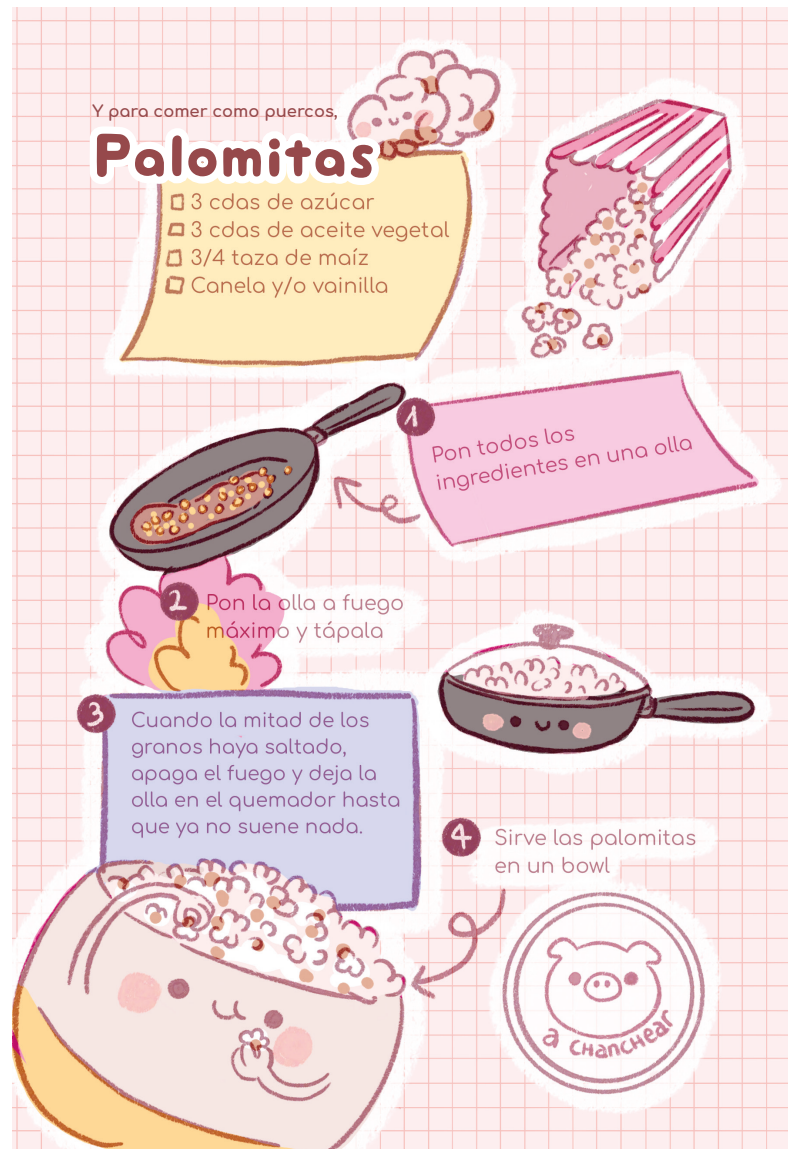 Y para comer como puercos,
Palomitas
3 cdas de azúcar
3 cdas de aceite vegetal
3/4 taza de maíz
Canela y/o vainilla
1
Pon todos los
ingredientes en una olla
2
Pon la olla a fuego
máximo y tápala
3
Cuando la mitad de los
granos haya saltado,
apaga el fuego y deja la
olla en el quemador hasta
que ya no suene nada.
4
Sirve las palomitas
en un bowl
a chanchear